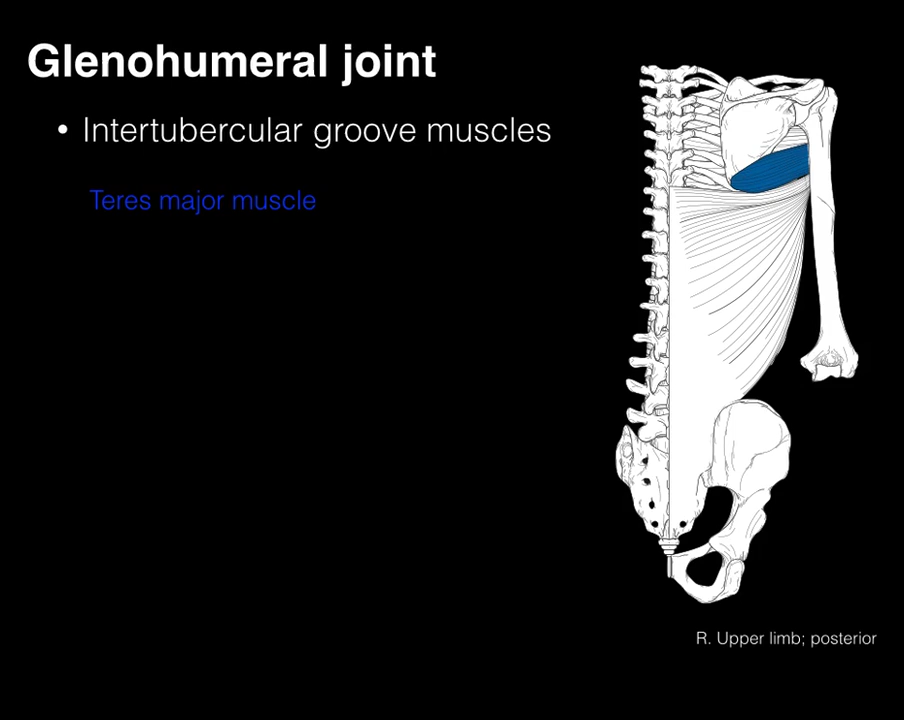 Glenohumeral joint
• Intertubercular groove muscles
Teres major muscle
R. Upper limb; posterior